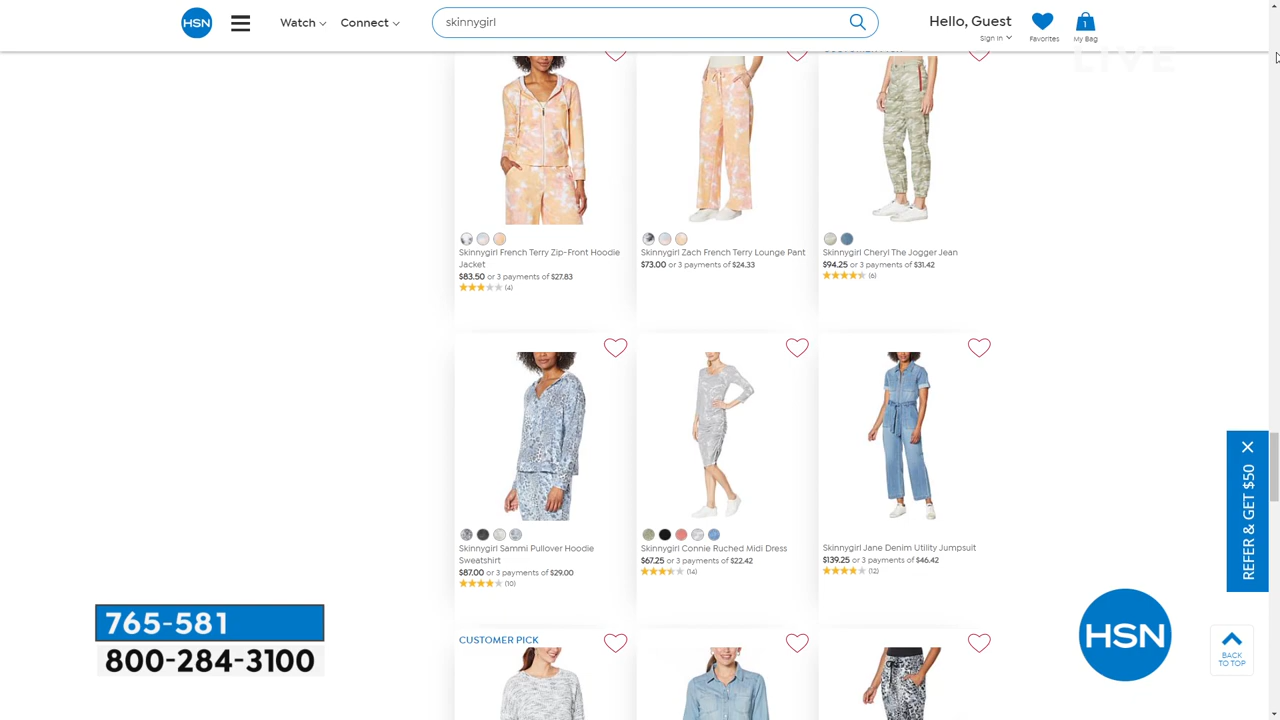 HSN
Watch
Connect
skinnygirl
Hello, Guest
Sign In
Favorites
1
My Bag
LIVE
Skinnygirl French Terry Zip-Front Hoodie
Jacket
$83.50 or 3 payments of $27.83
(4)
Skinnygirl Zach French Terry Lounge Pant
$73.00 or 3 payments of $24.33
Skinnygirl Cheryl The Jogger Jean
$94.25 or 3 payments of $31.42
(6)
Skinnygirl Sammi Pullover Hoodie
Sweatshirt
$87.00 or 3 payments of $29.00
(10)
Skinnygirl Connie Ruched Midi Dress
$67.25 or 3 payments of $22.42
(14)
Skinnygirl Jane Denim Utility Jumpsuit
$139.25 or 3 payments of $46.42
(12)
REFER & GET $50
765-581
800-284-3100
CUSTOMER PICK
HSN
BACK
TO TOP